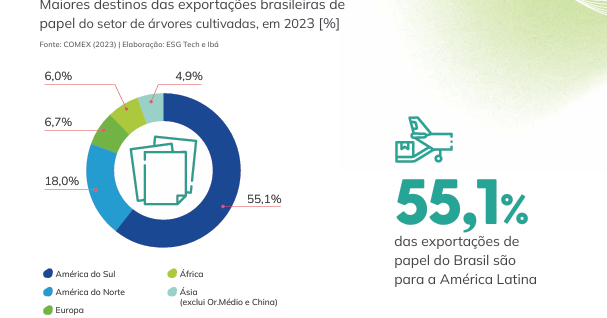 Maiores destinos das exportações brasileiras de
papel do setor de árvores cultivadas, em 2023 [%]
Fonte: COMEX (2023) | Elaboração: ESG Tech e Ibá
6,0%
4,9%
6,7%
18,0%
55,1%
América do Sul
América do Norte
Europa
África
Ásia
(exclui Or.Médio e China)
55,1%
das exportações de
papel do Brasil são
para a América Latina